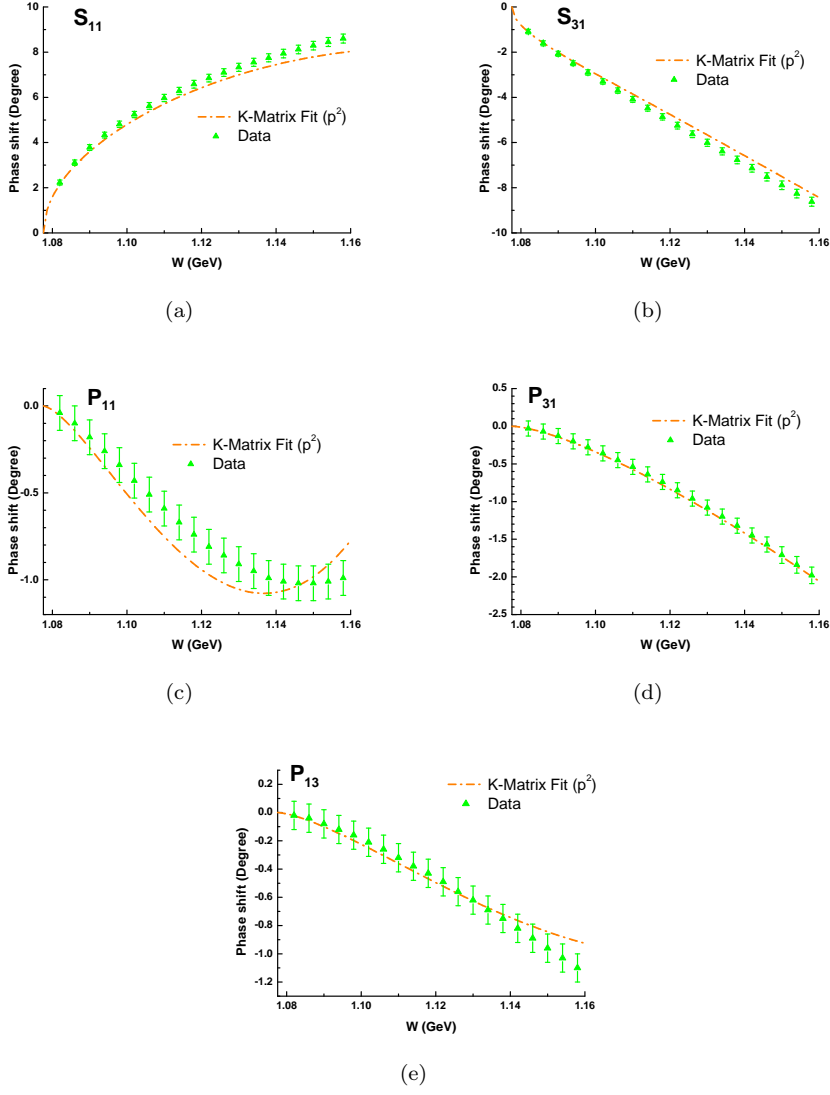 S11
10
8
6
4
2
0
Phase shift (Degree)
K-Matrix Fit (p²)
Data
1.08 1.10 1.12 1.14 1.16
W (GeV)
(a)
S31
0
-2
-4
-6
-8
-10
Phase shift (Degree)
K-Matrix Fit (p²)
Data
1.08 1.10 1.12 1.14 1.16
W (GeV)
(b)
P11
0.0
-0.5
-1.0
Phase shift (Degree)
K-Matrix Fit (p²)
Data
1.08 1.10 1.12 1.14 1.16
W (GeV)
(c)
P31
0.5
0.0
-0.5
-1.0
-1.5
-2.0
-2.5
Phase shift (Degree)
K-Matrix Fit (p²)
Data
1.08 1.10 1.12 1.14 1.16
W (GeV)
(d)
P13
0.2
0.0
-0.2
-0.4
-0.6
-0.8
-1.0
-1.2
Phase shift (Degree)
K-Matrix Fit (p²)
Data
1.08 1.10 1.12 1.14 1.16
W (GeV)
(e)